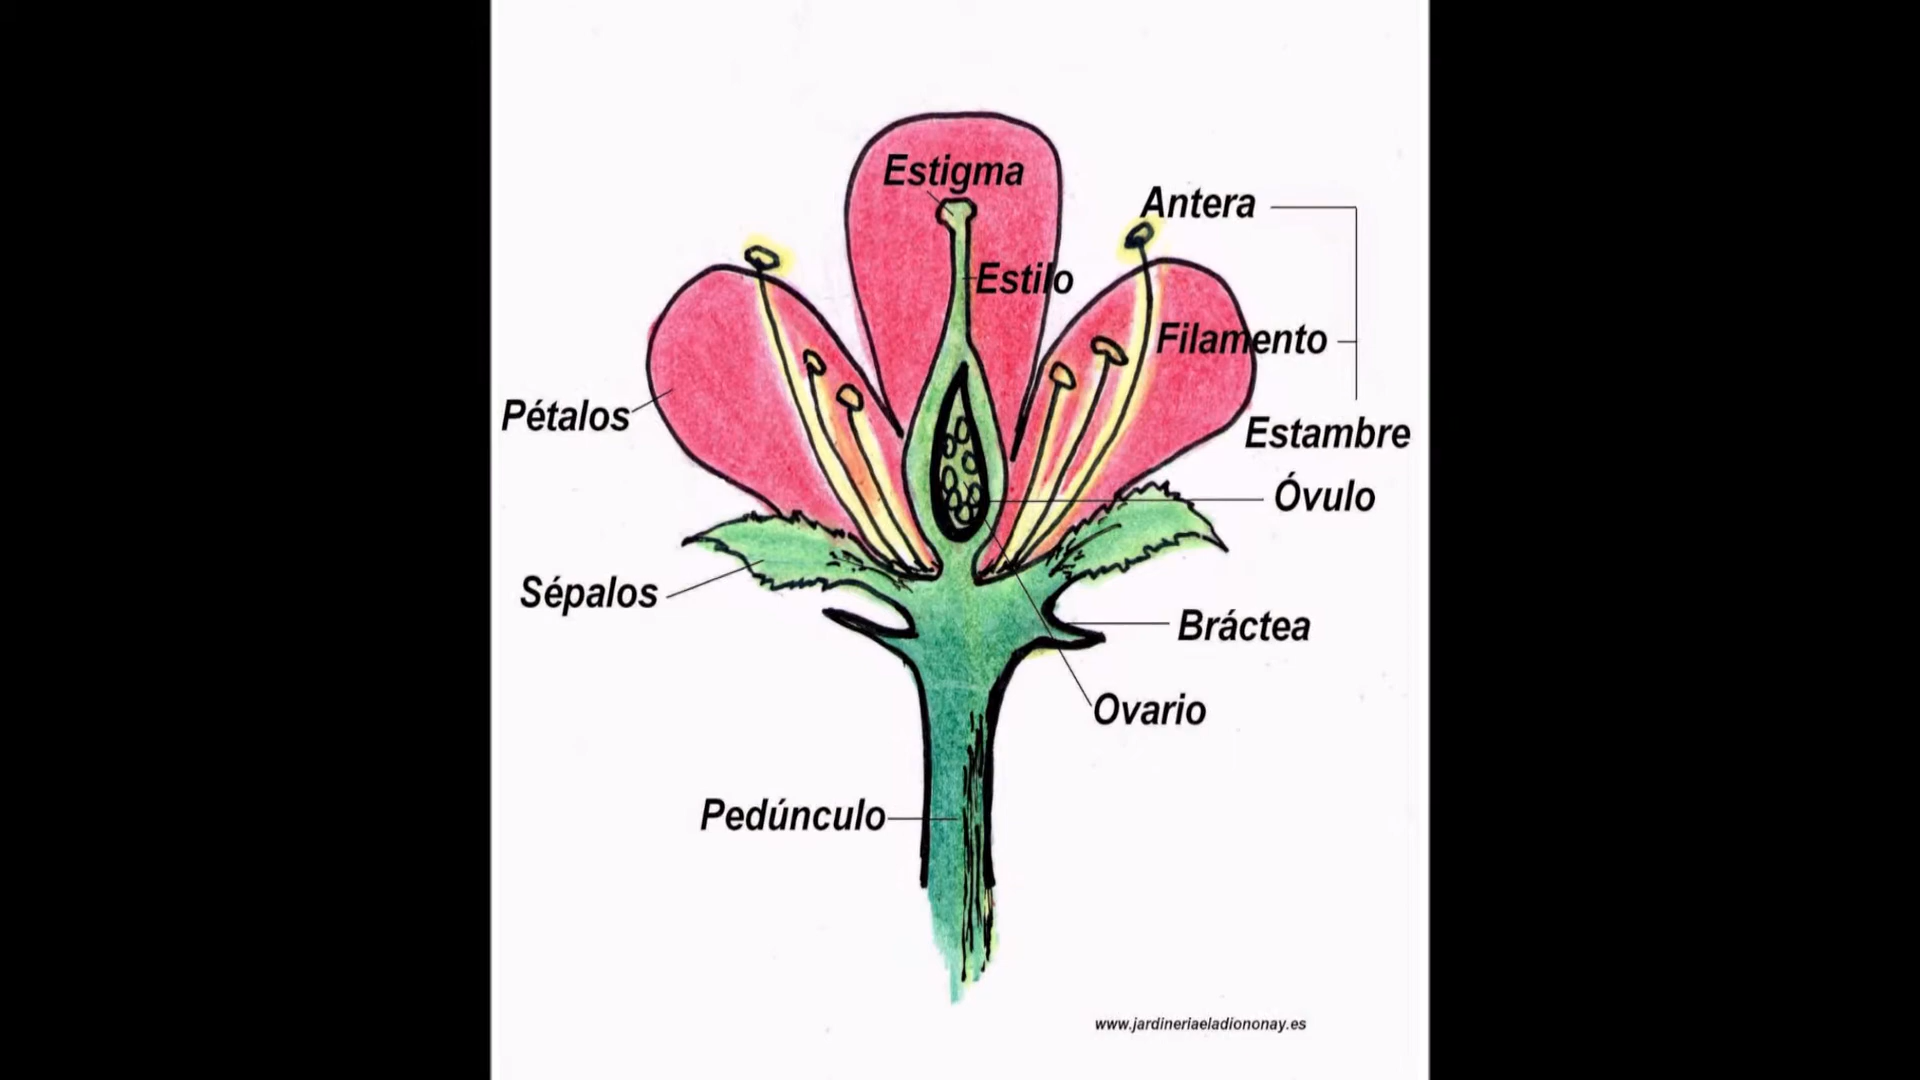 Estigma
Antera
Estilo
Filamento
Pétalos
Estambre
Óvulo
Sépalos
Bráctea
Ovario
Pedúnculo
www.jardineriaeladiononay.es